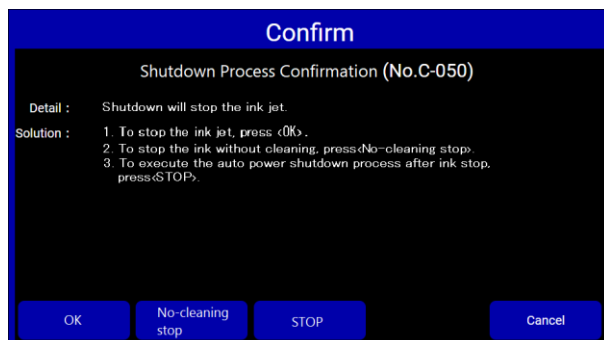 Confirm
Shutdown Process Confirmation (No.C-050)
Detail : Shutdown will stop the ink jet.
Solution : 1. To stop the ink jet, press <OK>.
2. To stop the ink without cleaning, press<No-cleaning stop>.
3. To execute the auto power shutdown process after ink stop,
press<STOP>.
OK
No-cleaning
stop
STOP
Cancel